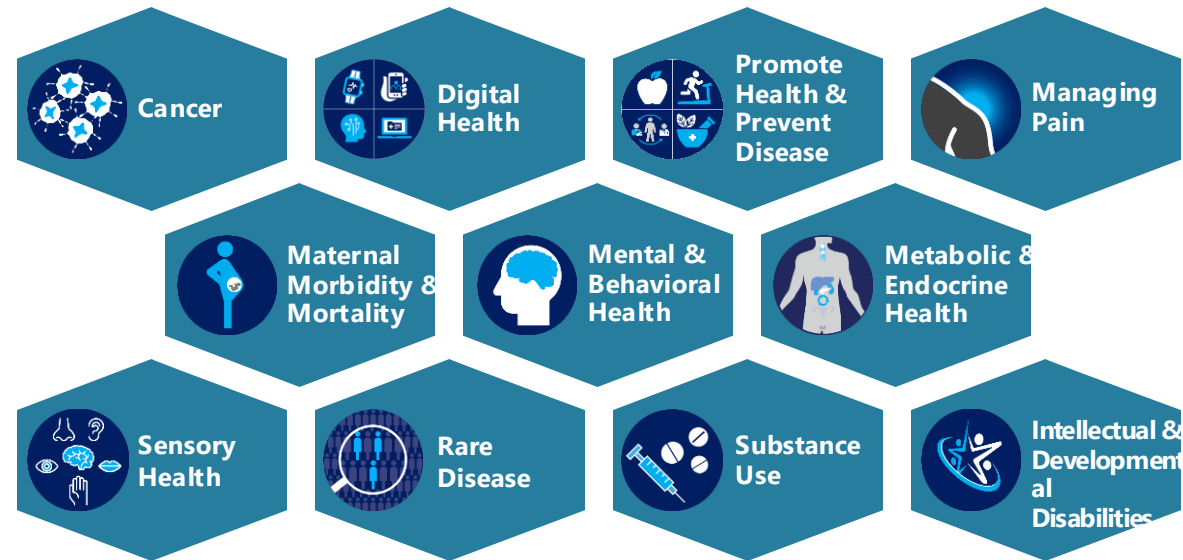 Cancer
Digital
Health
Promote
Health &
Prevent
Disease
Managing
Pain
Maternal
Morbidity &
Mortality
Mental &
Behavioral
Health
Metabolic &
Endocrine
Health
Sensory
Health
Rare
Disease
Substance
Use
Intellectual &
Development
al
Disabilities